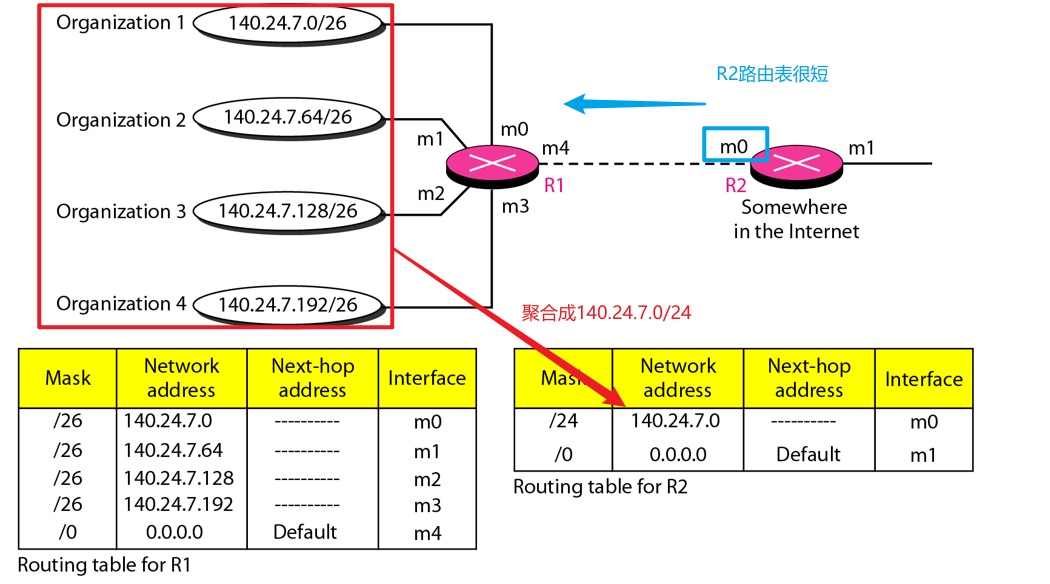 Organization 1
140.24.7.0/26
R2路由表很短
Organization 2
140.24.7.64/26
m1
m0
m4
m0
m1
m2
R1
R2
Organization 3
140.24.7.128/26
m3
Somewhere
in the Internet
Organization 4
140.24.7.192/26
聚合成140.24.7.0/24
Mask
Network address
Next-hop address
Interface
/26 140.24.7.0 ---------- m0
/26 140.24.7.64 ---------- m1
/26 140.24.7.128 ---------- m2
/26 140.24.7.192 ---------- m3
/0 0.0.0.0 Default m4
Routing table for R1
Mask
Network address
Next-hop address
Interface
/24 140.24.7.0 ---------- m0
/0 0.0.0.0 Default m1
Routing table for R2